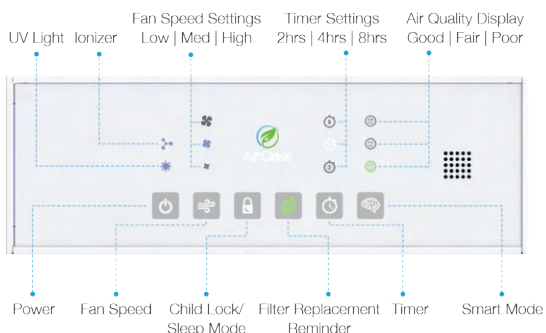 Fan Speed Settings
Low | Med | High
Timer Settings
2hrs | 4hrs | 8hrs
Air Quality Display
Good | Fair | Poor
UV Light
Ionizer
AirOasis
Power
Fan Speed
Child Lock/
Sleep Mode
Filter Replacement
Reminder
Timer
Smart Mode